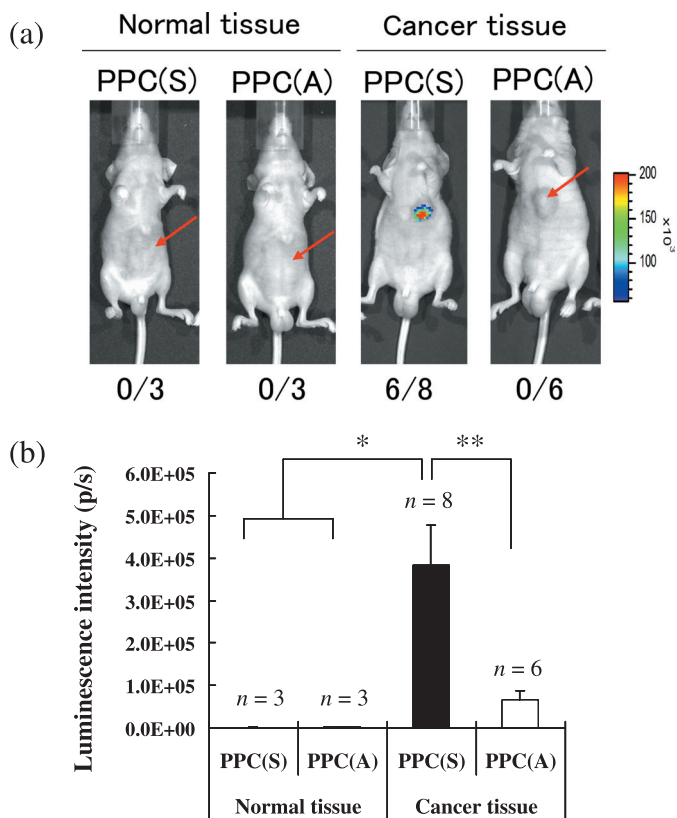 (a)
Normal tissue Cancer tissue
PPC(S) PPC(A) PPC(S) PPC(A)
200
150
100
×10³
0/3 0/3 6/8 0/6
(b)
Luminescence intensity (p/s)
6.0E+05
5.0E+05
4.0E+05
3.0E+05
2.0E+05
1.0E+05
0.0E+00
* **
n = 8
n = 6
n = 3 n = 3
PPC(S) PPC(A) PPC(S) PPC(A)
Normal tissue Cancer tissue